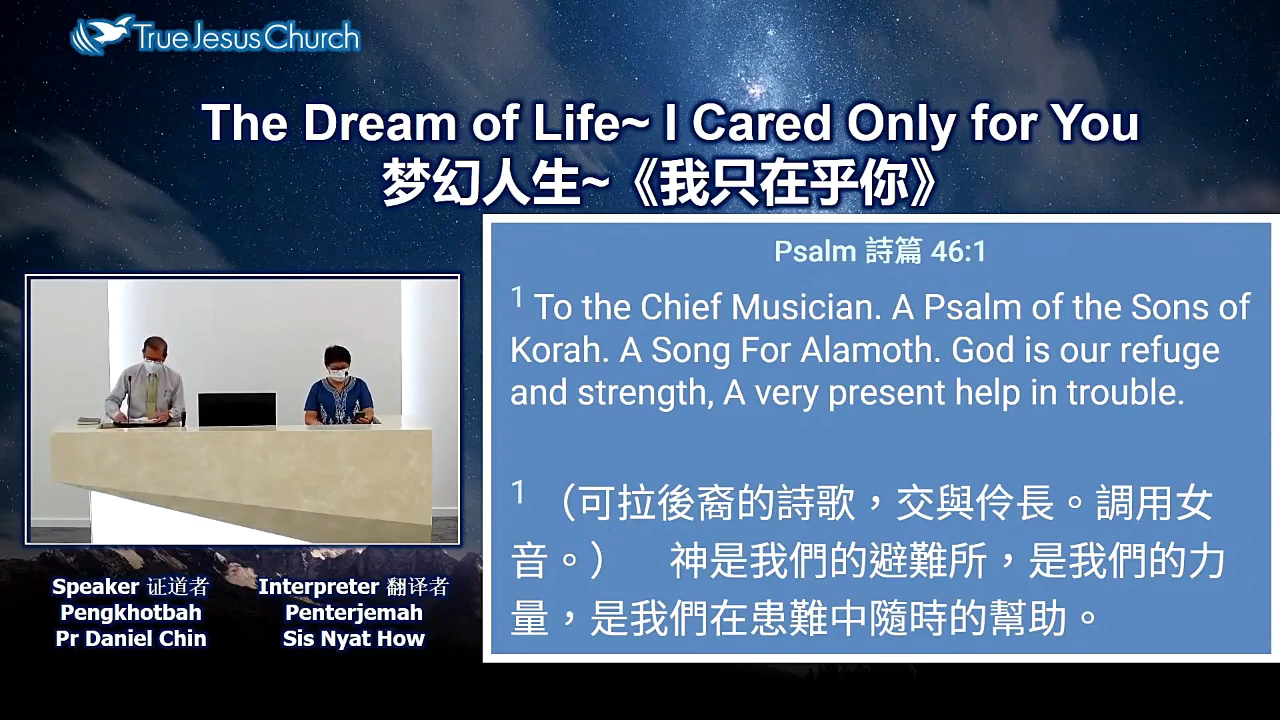 TrueJesusChurch
The Dream of Life~ I Cared Only for You
梦幻人生~《我只在乎你》
Psalm 詩篇 46:1
1 To the Chief Musician. A Psalm of the Sons of
Korah. A Song For Alamoth. God is our refuge
and strength, A very present help in trouble.
1 （可拉後裔的詩歌，交與伶長。調用女
音。） 神是我們的避難所，是我們的力
量，是我們在患難中隨時的幫助。
Speaker 证道者
Pengkhotbah
Pr Daniel Chin
Interpreter 翻译者
Penterjemah
Sis Nyat How